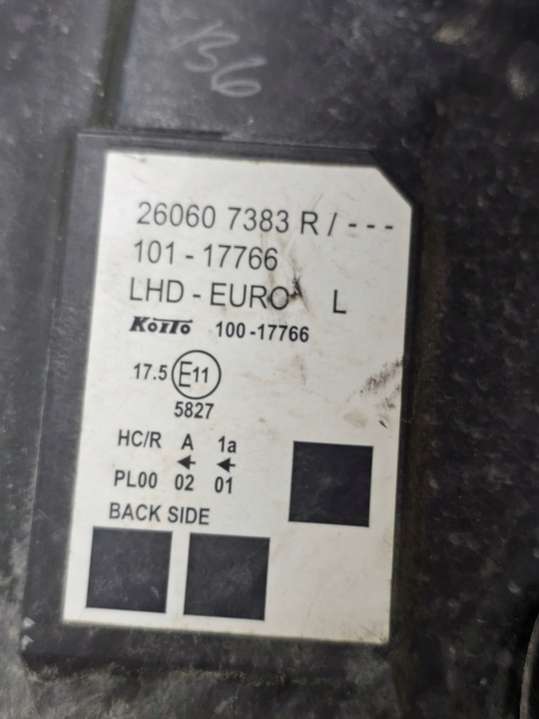 B6
26060 7383 R / - - -
101 - 17766
LHD - EURO L
KOITO 100 - 17766
17.5 E11
5827
HC/R A 1a
PL00 02 01
BACK SIDE